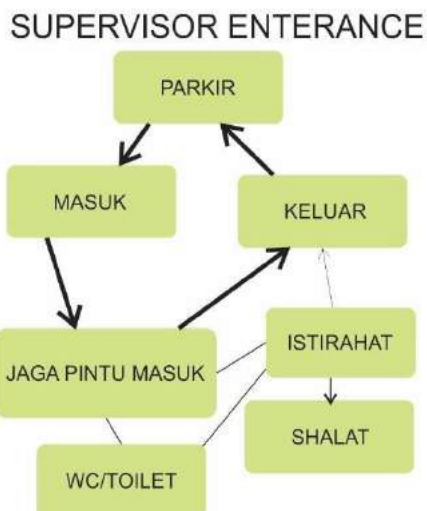 SUPERVISOR ENTERANCE
PARKIR
MASUK
KELUAR
JAGA PINTU MASUK
ISTIRAHAT
SHALAT
WC/TOILET